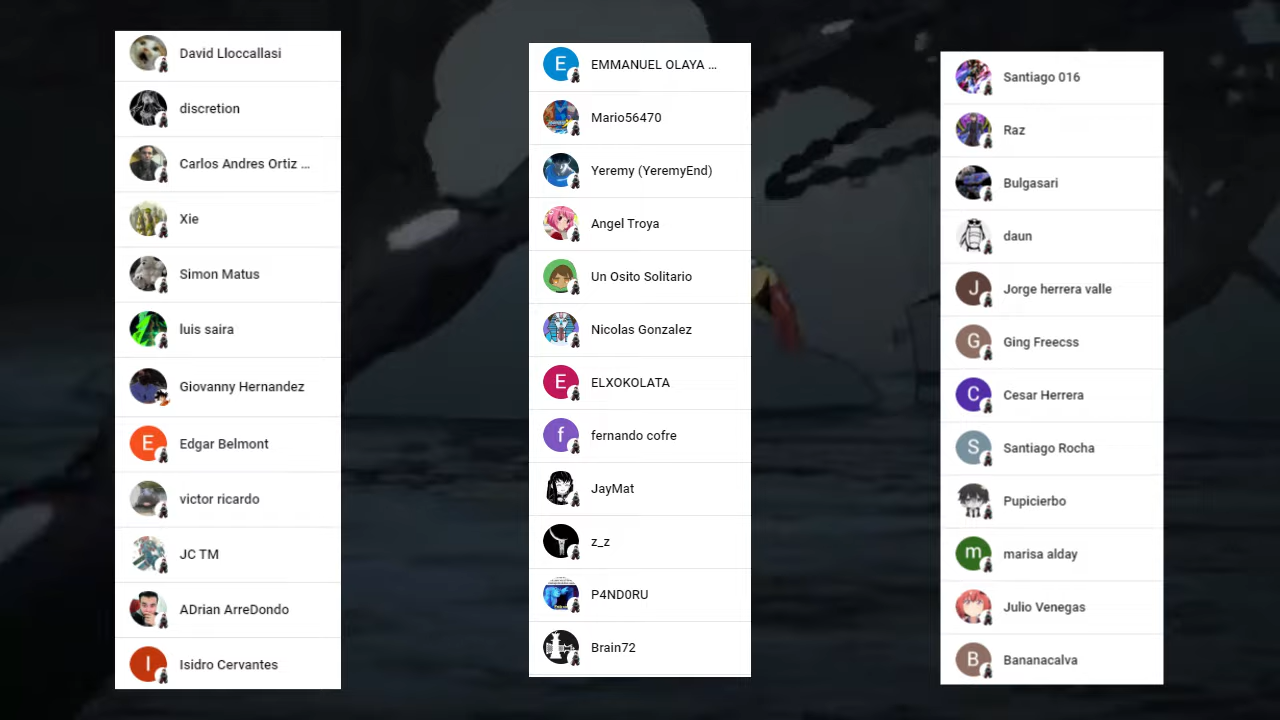 David Lloccallasi
discretion
Carlos Andres Ortiz ...
Xie
Simon Matus
luis saira
Giovanny Hernandez
E
Edgar Belmont
victor ricardo
JC TM
ADrian ArreDondo
I
Isidro Cervantes
E
EMMANUEL OLAYA ...
Mario56470
Yeremy (YeremyEnd)
Angel Troya
Un Osito Solitario
Nicolas Gonzalez
E
ELXOKOLATA
f
fernando cofre
JayMat
z_z
P4ND0RU
Brain72
Santiago 016
Raz
Bulgasari
daun
J
Jorge herrera valle
G
Ging Freecss
C
Cesar Herrera
S
Santiago Rocha
Pupicierbo
m
marisa alday
Julio Venegas
B
Bananacalva